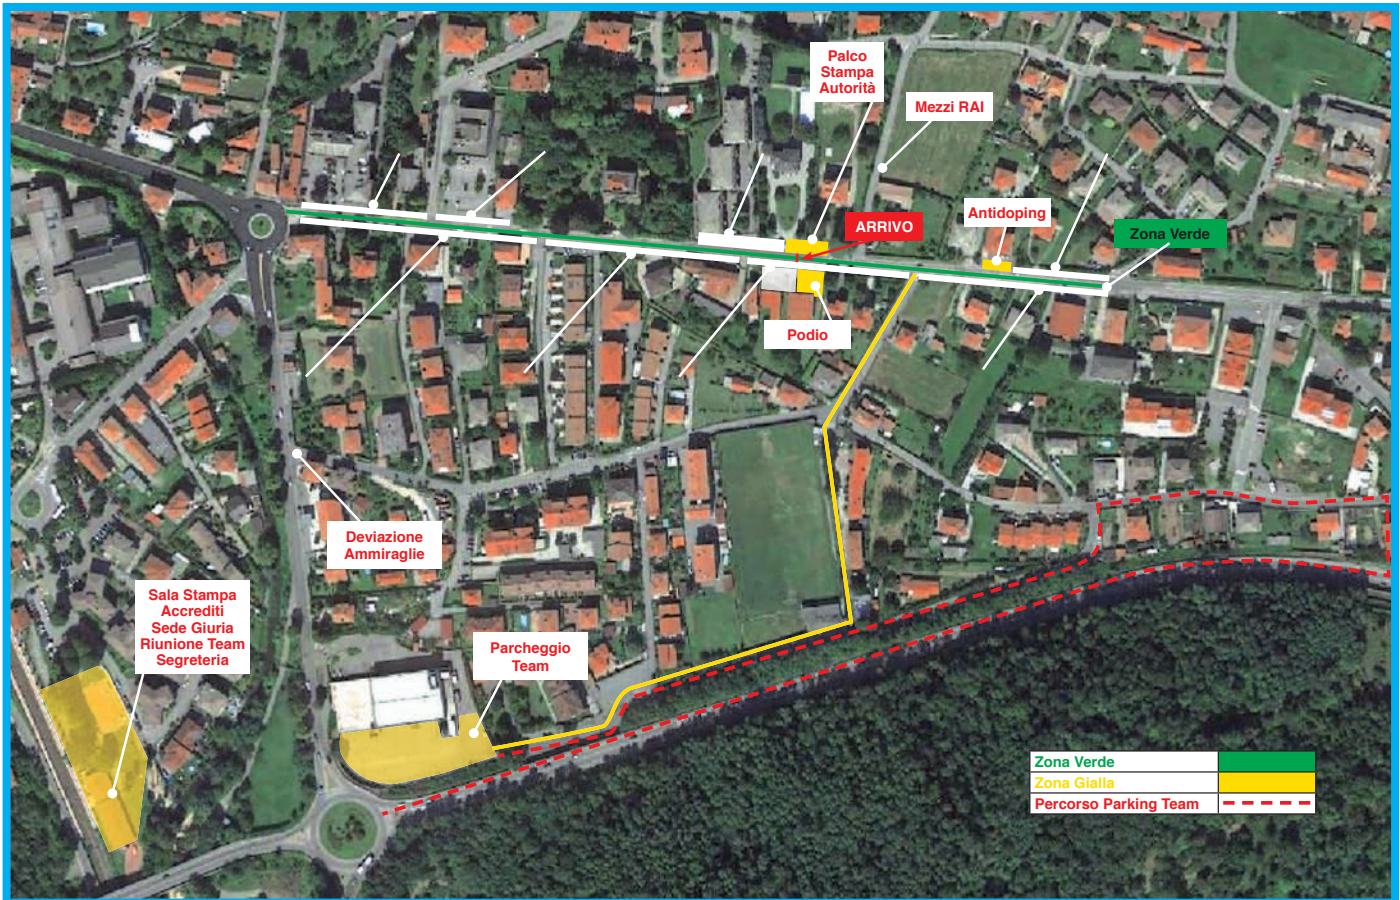 Palco
Stampa
Autorità
Mezzi RAI
Antidoping
ARRIVO
Zona Verde
Podio
Deviazione
Ammiraglie
Sala Stampa
Accrediti
Sede Giuria
Riunione Team
Segreteria
Parcheggio
Team
Zona Verde
Zona Gialla
Percorso Parking Team